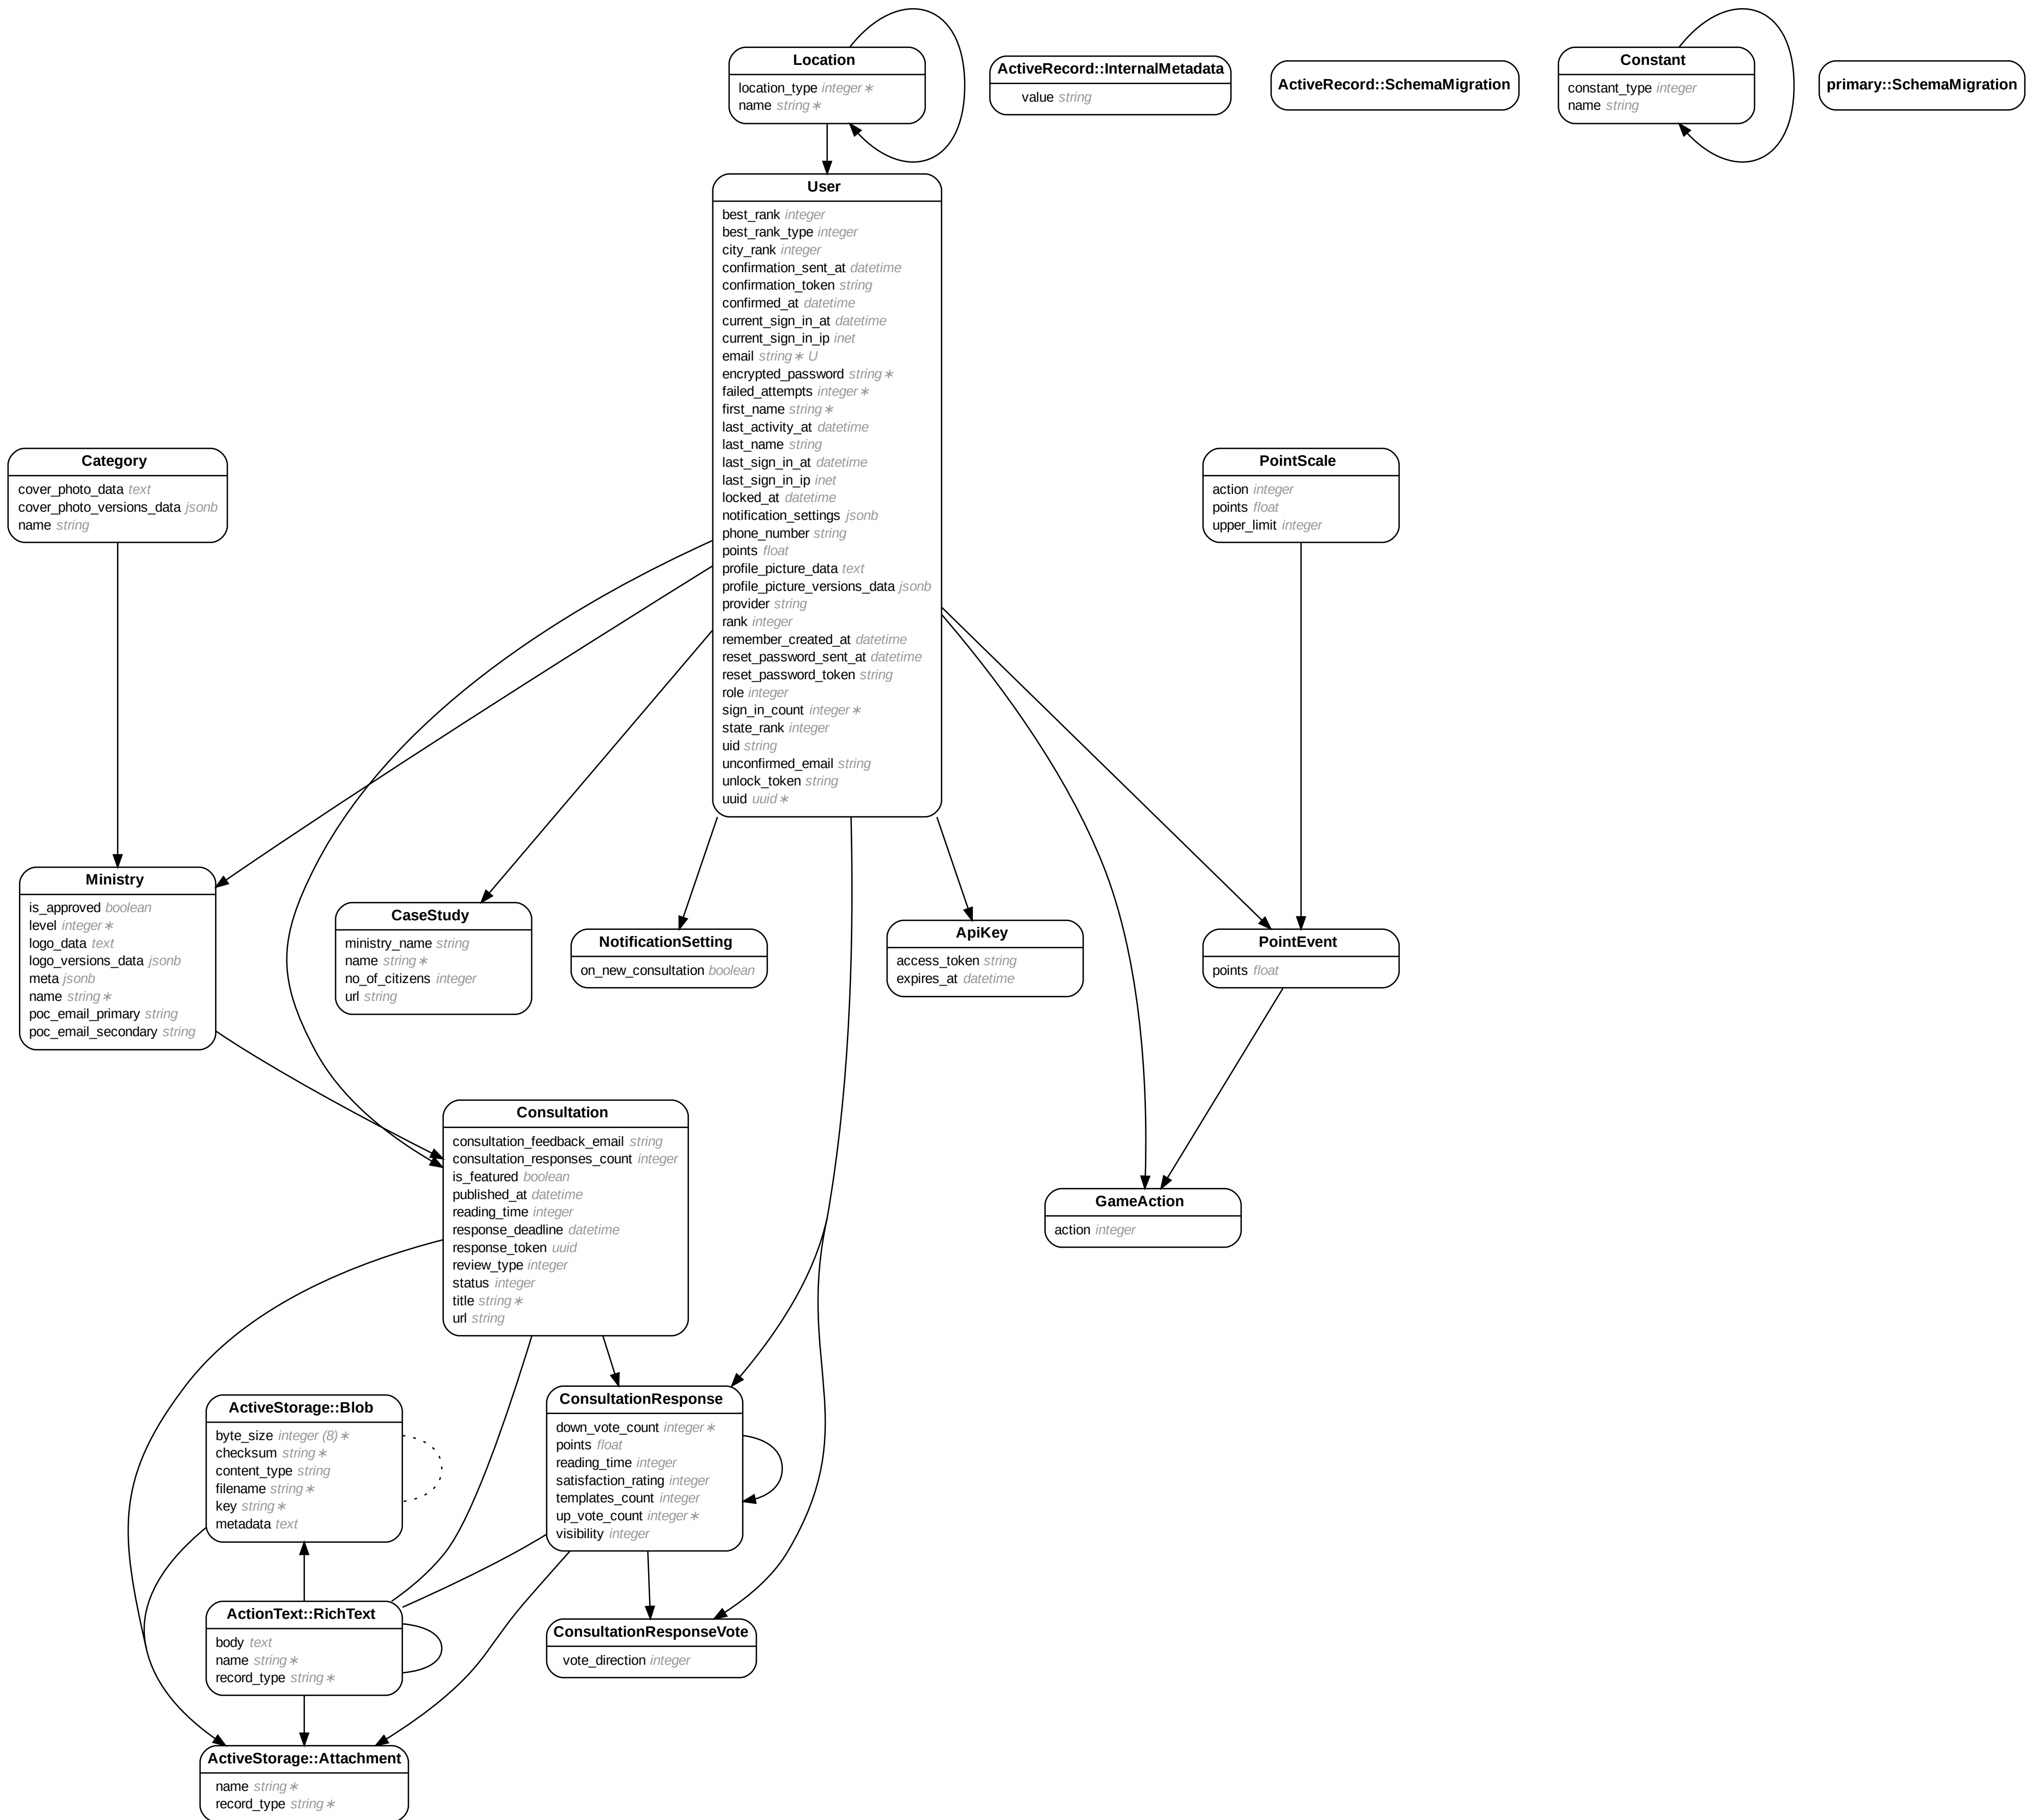 Location
location_type integer∗
name string∗
ActiveRecord::InternalMetadata
value string
ActiveRecord::SchemaMigration
Constant
constant_type integer
name string
primary::SchemaMigration
User
best_rank integer
best_rank_type integer
city_rank integer
confirmation_sent_at datetime
confirmation_token string
confirmed_at datetime
current_sign_in_at datetime
current_sign_in_ip inet
email string∗ U
encrypted_password string∗
failed_attempts integer∗
first_name string∗
last_activity_at datetime
last_name string
last_sign_in_at datetime
last_sign_in_ip inet
locked_at datetime
notification_settings jsonb
phone_number string
points float
profile_picture_data text
profile_picture_versions_data jsonb
provider string
rank integer
remember_created_at datetime
reset_password_sent_at datetime
reset_password_token string
role integer
sign_in_count integer∗
state_rank integer
uid string
unconfirmed_email string
unlock_token string
uuid uuid∗
Category
cover_photo_data text
cover_photo_versions_data jsonb
name string
PointScale
action integer
points float
upper_limit integer
Ministry
is_approved boolean
level integer∗
logo_data text
logo_versions_data jsonb
meta jsonb
name string∗
poc_email_primary string
poc_email_secondary string
CaseStudy
ministry_name string
name string∗
no_of_citizens integer
url string
NotificationSetting
on_new_consultation boolean
ApiKey
access_token string
expires_at datetime
PointEvent
points float
Consultation
consultation_feedback_email string
consultation_responses_count integer
is_featured boolean
published_at datetime
reading_time integer
response_deadline datetime
response_token uuid
review_type integer
status integer
title string∗
url string
GameAction
action integer
ActiveStorage::Blob
byte_size integer (8)∗
checksum string∗
content_type string
filename string∗
key string∗
metadata text
ConsultationResponse
down_vote_count integer∗
points float
reading_time integer
satisfaction_rating integer
templates_count integer
up_vote_count integer∗
visibility integer
ActionText::RichText
body text
name string∗
record_type string∗
ConsultationResponseVote
vote_direction integer
ActiveStorage::Attachment
name string∗
record_type string∗